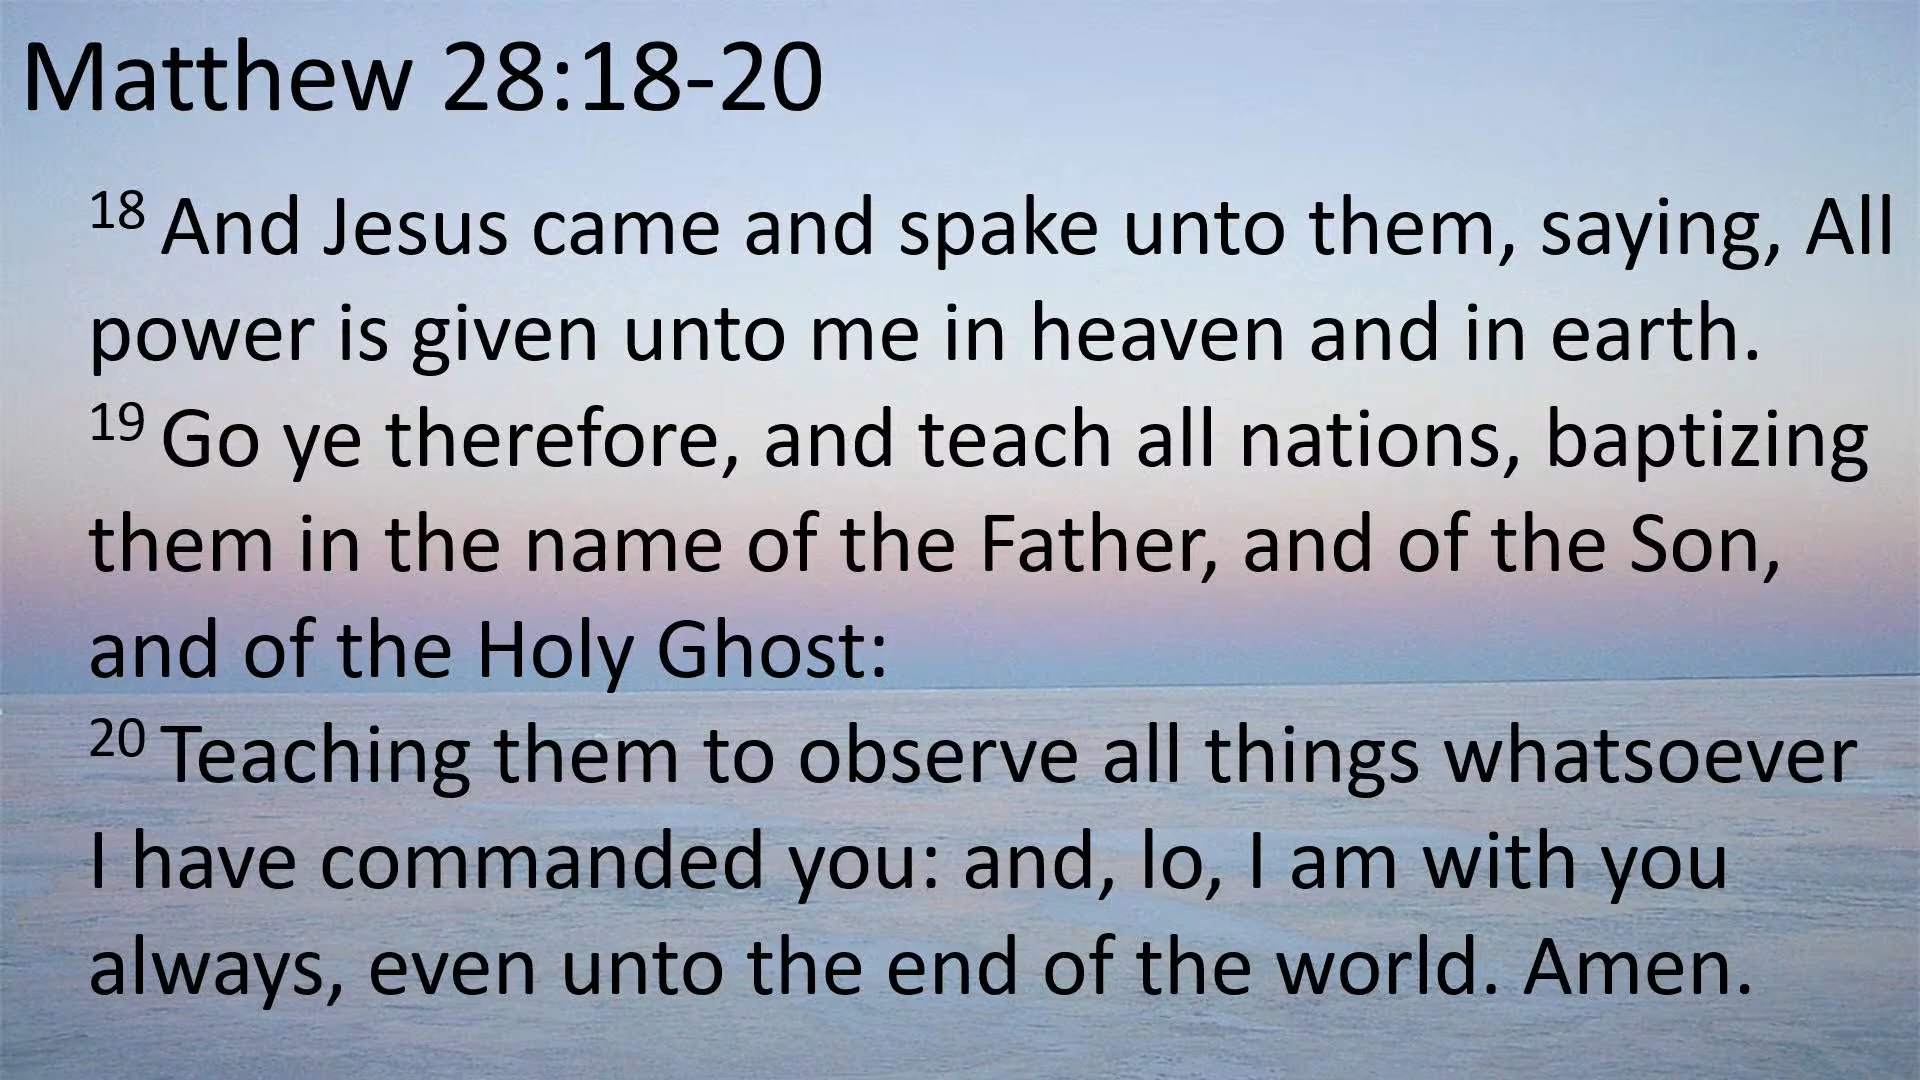 Matthew 28:18-20
18 And Jesus came and spake unto them, saying, All
power is given unto me in heaven and in earth.
19 Go ye therefore, and teach all nations, baptizing
them in the name of the Father, and of the Son,
and of the Holy Ghost:
20 Teaching them to observe all things whatsoever
I have commanded you: and, lo, I am with you
always, even unto the end of the world. Amen.